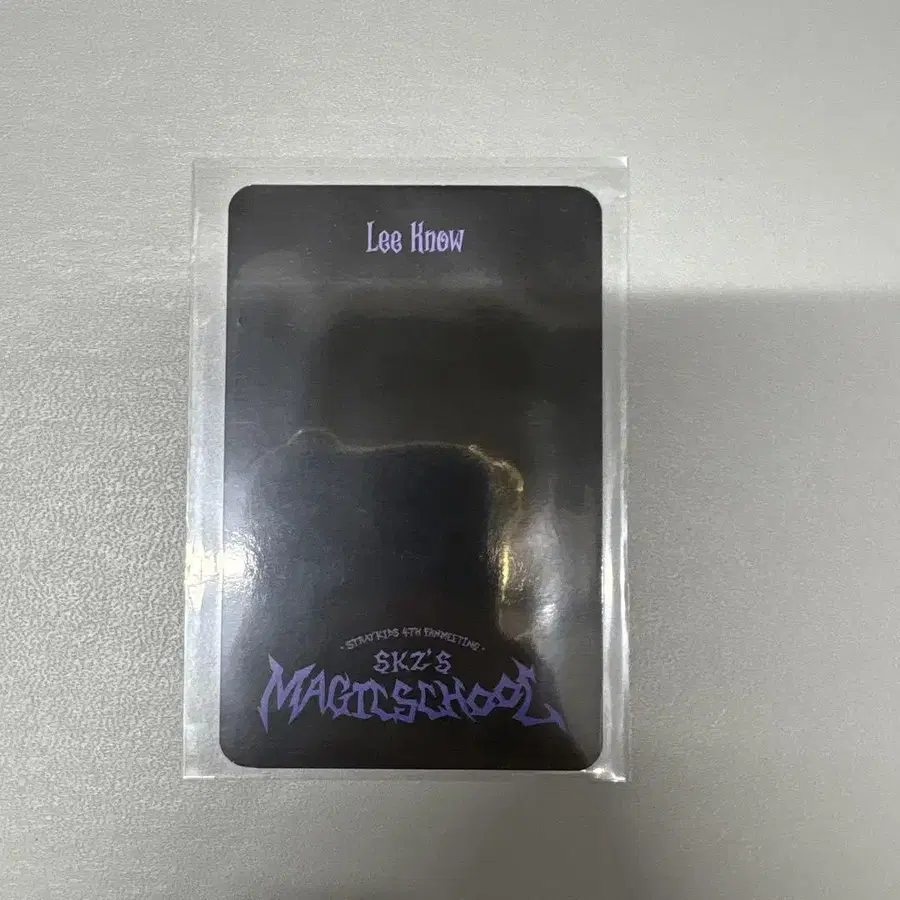 Lee Know
· STRAY KIDS 4TH FANMEETING ·
SKZ'S
MAGIC SCHOOL